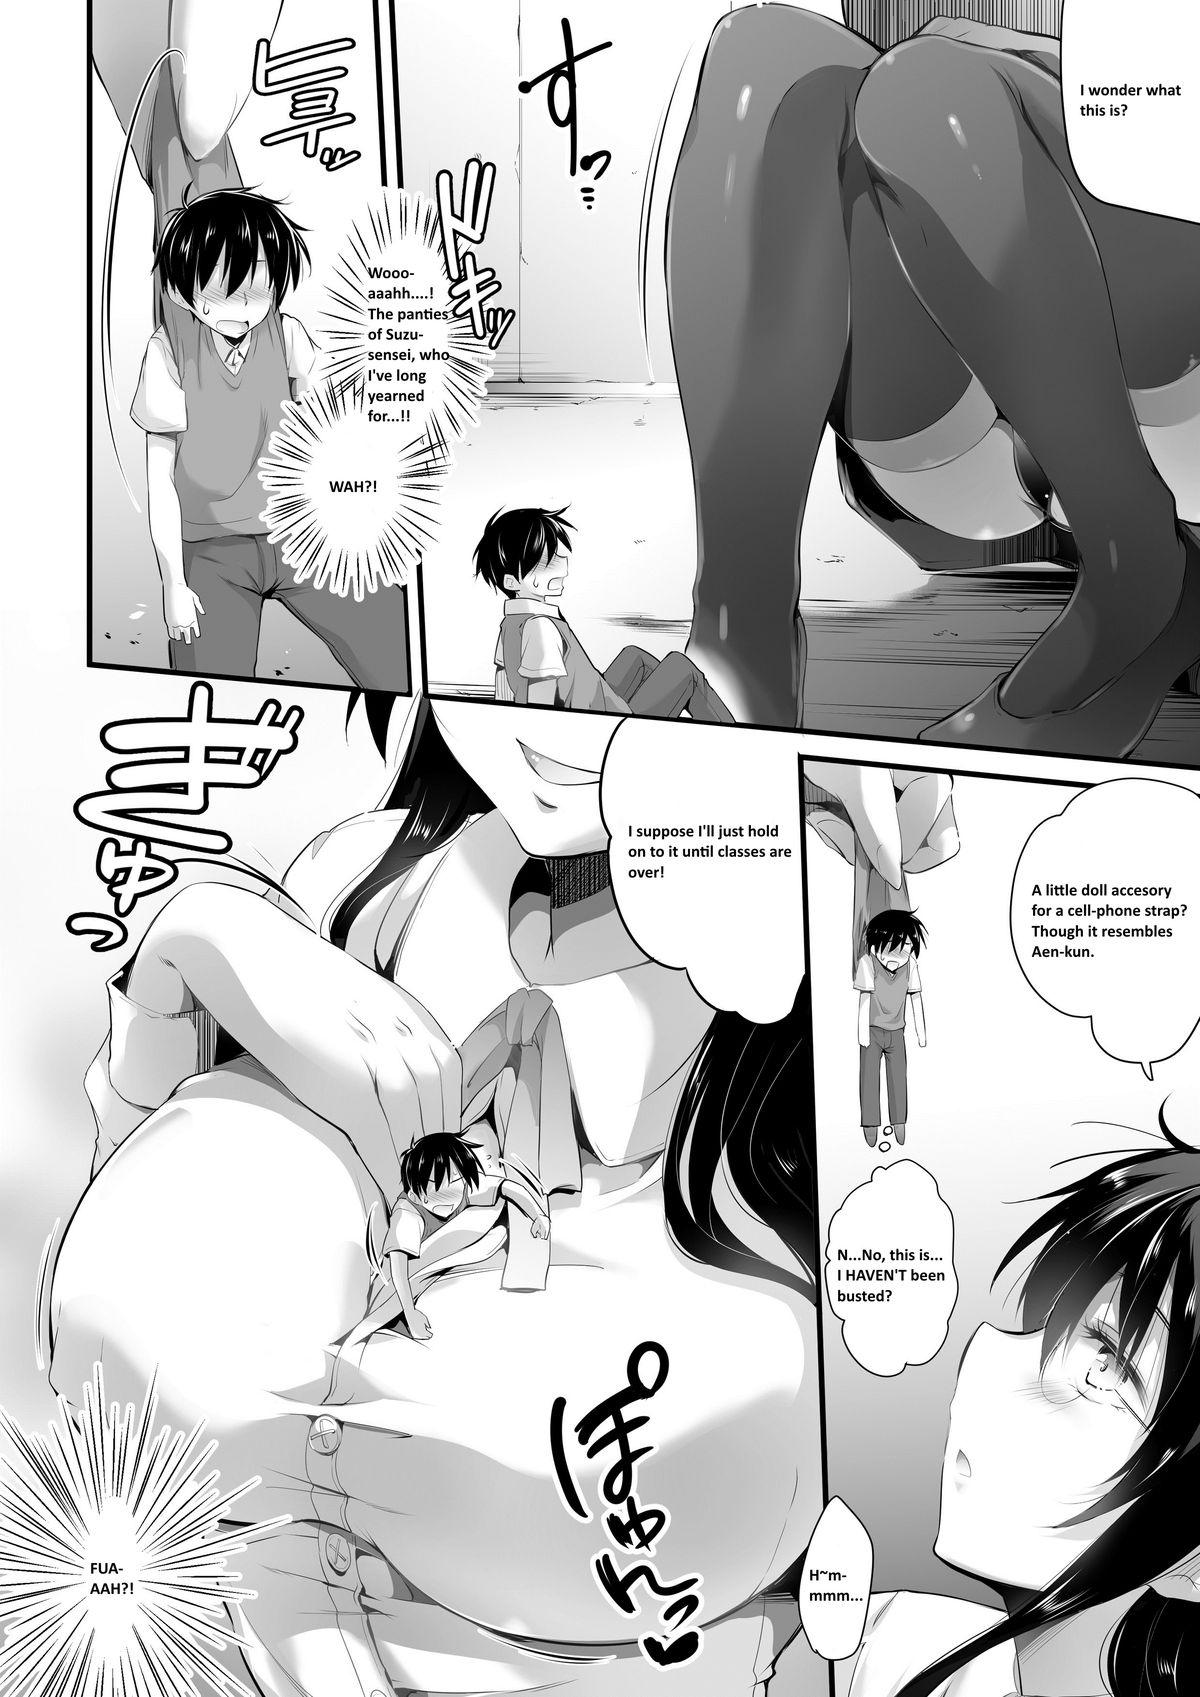 I wonder what
this is?
すっ…
ドキッ
Wooo-
aaahh....!
The panties
of Suzu-
sensei, who
I've long
yearned
for...!!
ヒョイッ
WAH?!
A little doll accesory
for a cell-phone strap?
Though it resembles
Aen-kun.
N...No, this is...
I HAVEN'T been
busted?
H~m-
mmm...
I suppose I'll just hold
on to it until classes are
over!
ぎゅっ
ぽゅん
FUA-
AAH?!